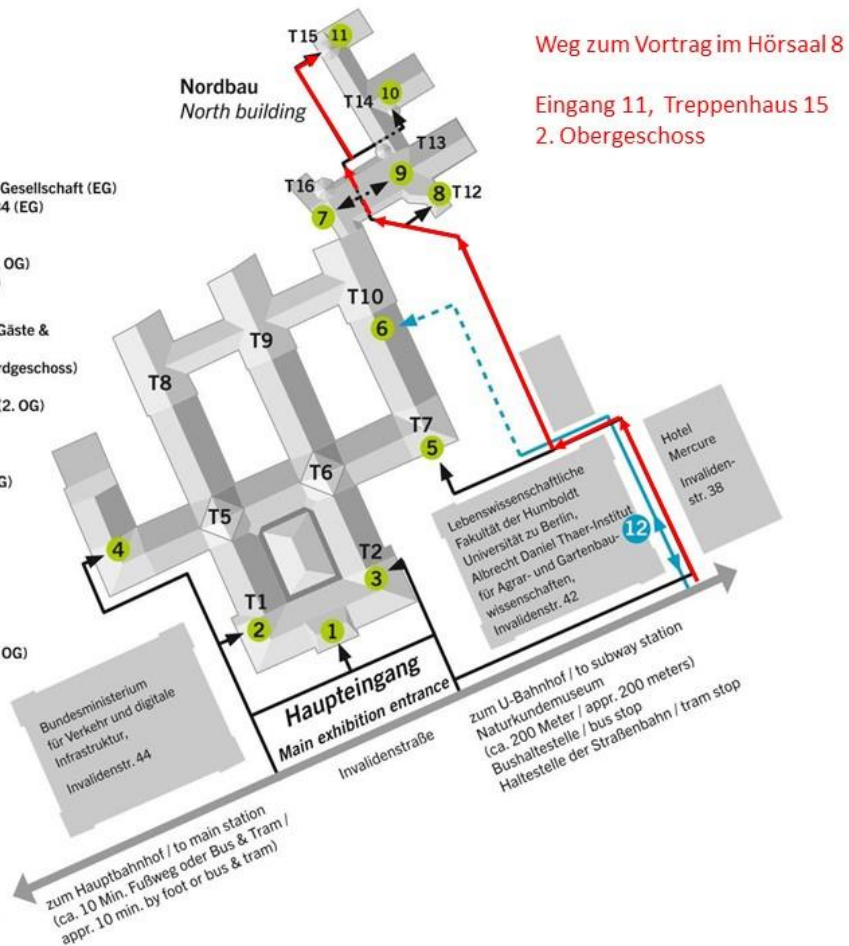 T15 11
Weg zum Vortrag im Hörsaal 8
Eingang 11, Treppenhaus 15
2. Obergeschoss
Nordbau
North building
T14 10
T13
9
T16
8 T12
7
Gesellschaft (EG)
4 (EG)
OG)
Gäste &
rdgeschoss)
(2. OG)
G)
OG)
T10
6
T9
T8
T7
5
T6
T5
4
T2
3
T1
2
1
Hotel
Mercure
Invaliden-
str. 38
Lebenswissenschaftliche
Fakultät der Humboldt
Universität zu Berlin,
Albrecht Daniel Thaer-Institut
für Agrar- und Gartenbau-
wissenschaften,
Invalidenstr. 42
12
Haupteingang
Main exhibition entrance
Invalidenstraße
Bundesministerium
für Verkehr und digitale
Infrastruktur,
Invalidenstr. 44
zum U-Bahnhof / to subway station
Naturkundemuseum
(ca. 200 Meter / appr. 200 meters)
Bushaltestelle / bus stop
Haltestelle der Straßenbahn / tram stop
zum Hauptbahnhof / to main station
(ca. 10 Min. Fußweg oder Bus & Tram /
appr. 10 min. by foot or bus & tram)